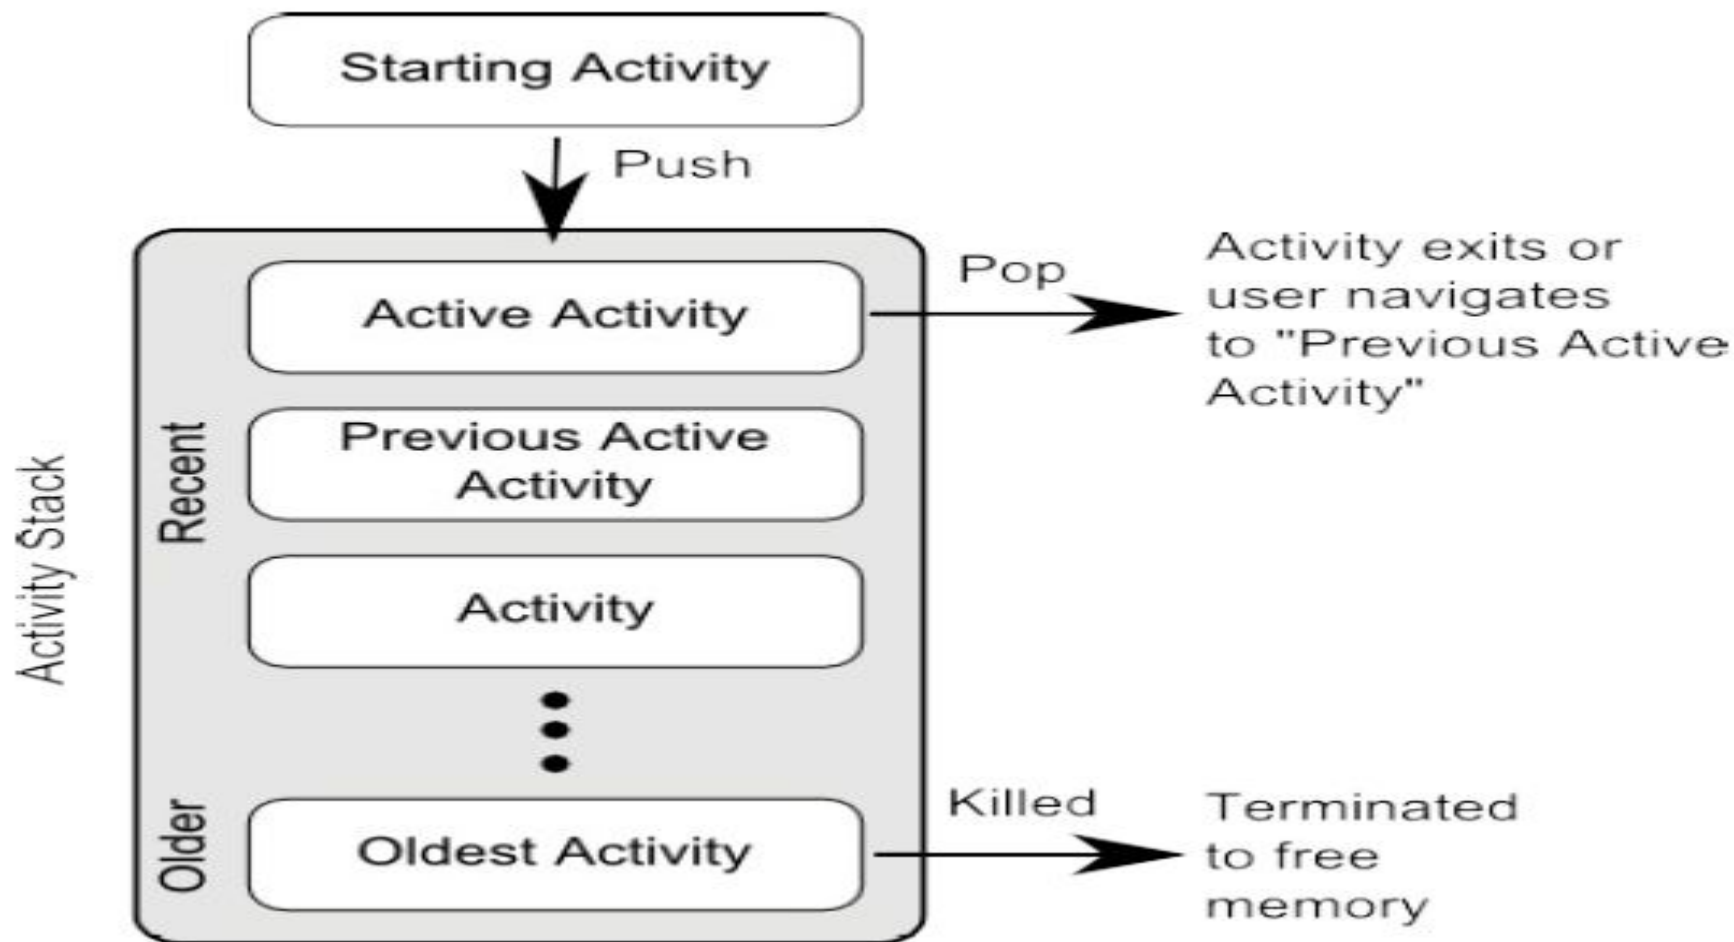 Starting Activity
Push
Active Activity
Pop
Activity exits or
user navigates
to "Previous Active
Activity"
Activity Stack
Recent
Previous Active
Activity
Activity
Older
Oldest Activity
Killed
Terminated
to free
memory